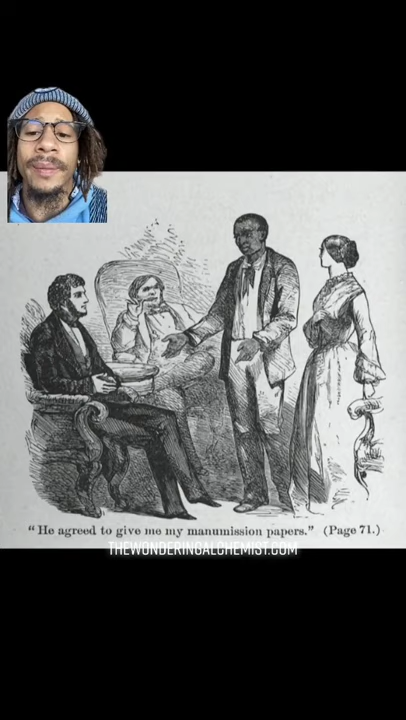 "He agreed to give me my manumission papers." (Page 71.)
THEWONDERINGALCHEMIST.COM